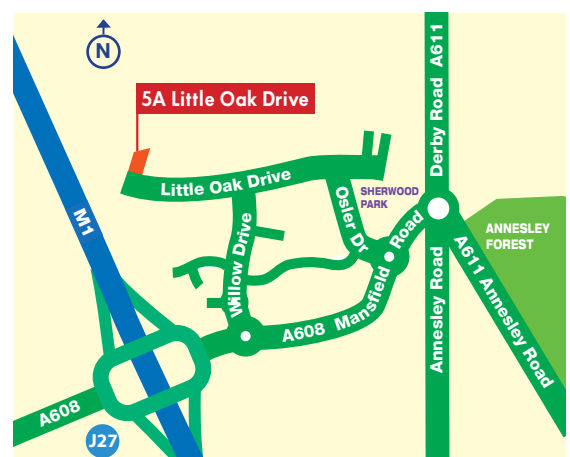 N
5A Little Oak Drive
Derby Road A611
Little Oak Drive
SHERWOOD
PARK
Osler Dr
M1
Willow Drive
ANNESLEY
FOREST
A608 Mansfield Road
Annesley Road
A611 Annesley Road
A608
J27